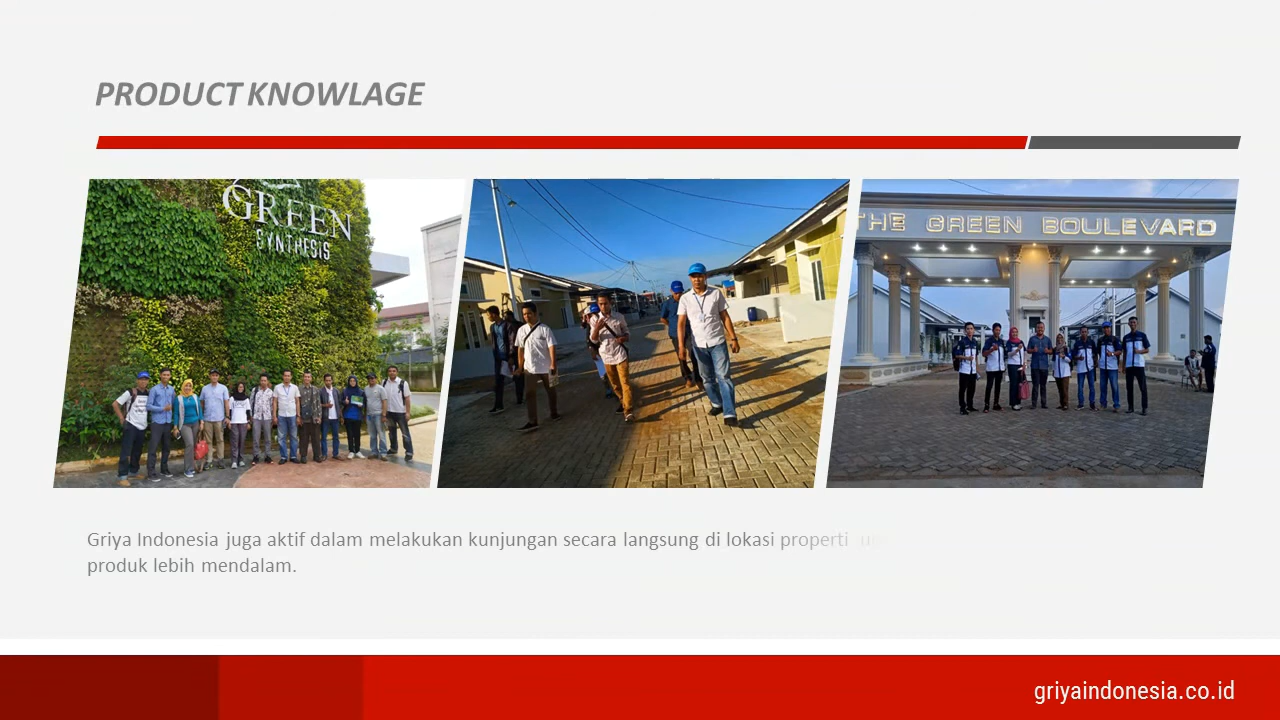 PRODUCT KNOWLAGE
GREEN
SYNTHESIS
THE GREEN BOULEVARD
Griya Indonesia juga aktif dalam melakukan kunjungan secara langsung di lokasi properti
produk lebih mendalam.
griyaindonesia.co.id